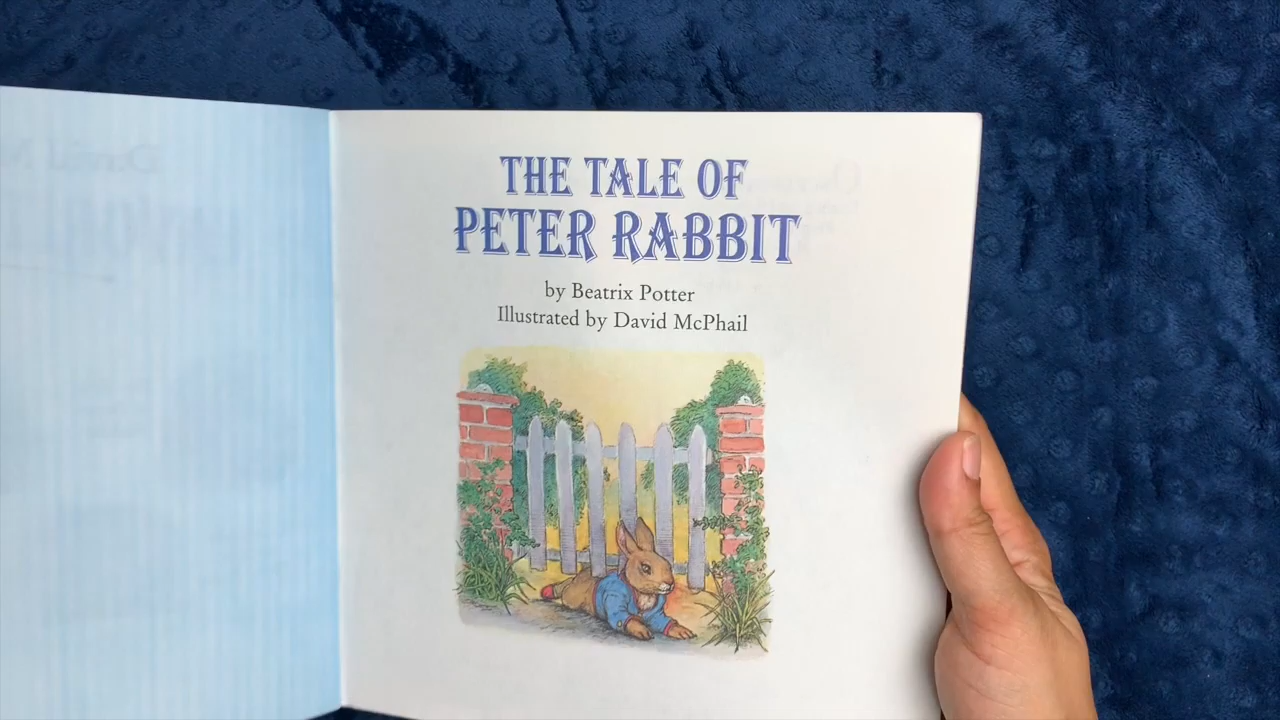 THE TALE OF
PETER RABBIT
by Beatrix Potter
Illustrated by David McPhail